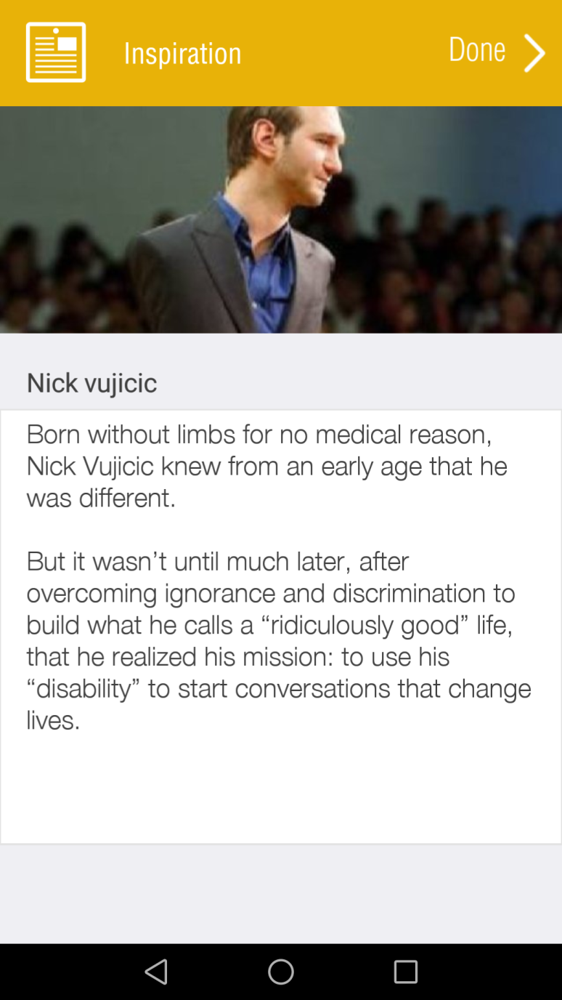 Inspiration
Done
Nick vujicic
Born without limbs for no medical reason,
Nick Vujicic knew from an early age that he
was different.
But it wasn’t until much later, after
overcoming ignorance and discrimination to
build what he calls a “ridiculously good” life,
that he realized his mission: to use his
“disability” to start conversations that change
lives.